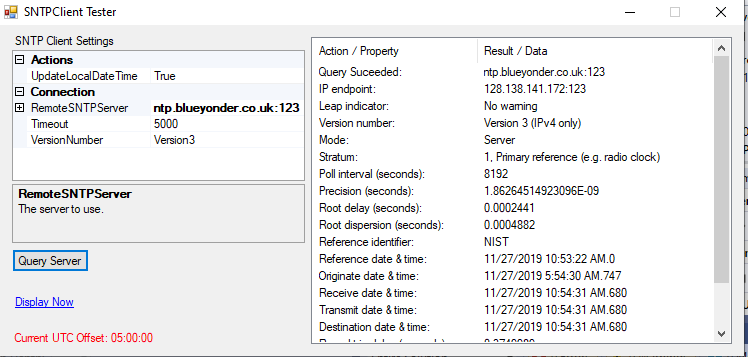 SNTPClient Tester
SNTP Client Settings
Actions
UpdateLocalDateTime True
Connection
RemoteSNTPServer ntp.blueyonder.co.uk:123
Timeout 5000
VersionNumber Version3
RemoteSNTPServer
The server to use.
Query Server
Display Now
Current UTC Offset: 05:00:00
Action / Property Result / Data
Query Suceeded: ntp.blueyonder.co.uk:123
IP endpoint: 128.138.141.172:123
Leap indicator: No warning
Version number: Version 3 (IPv4 only)
Mode: Server
Stratum: 1, Primary reference (e.g. radio clock)
Poll interval (seconds): 8192
Precision (seconds): 1.86264514923096E-09
Root delay (seconds): 0.0002441
Root dispersion (seconds): 0.0004882
Reference identifier: NIST
Reference date & time: 11/27/2019 10:53:22 AM.0
Originate date & time: 11/27/2019 5:54:30 AM.747
Receive date & time: 11/27/2019 10:54:31 AM.680
Transmit date & time: 11/27/2019 10:54:31 AM.680
Destination date & time: 11/27/2019 10:54:31 AM.680